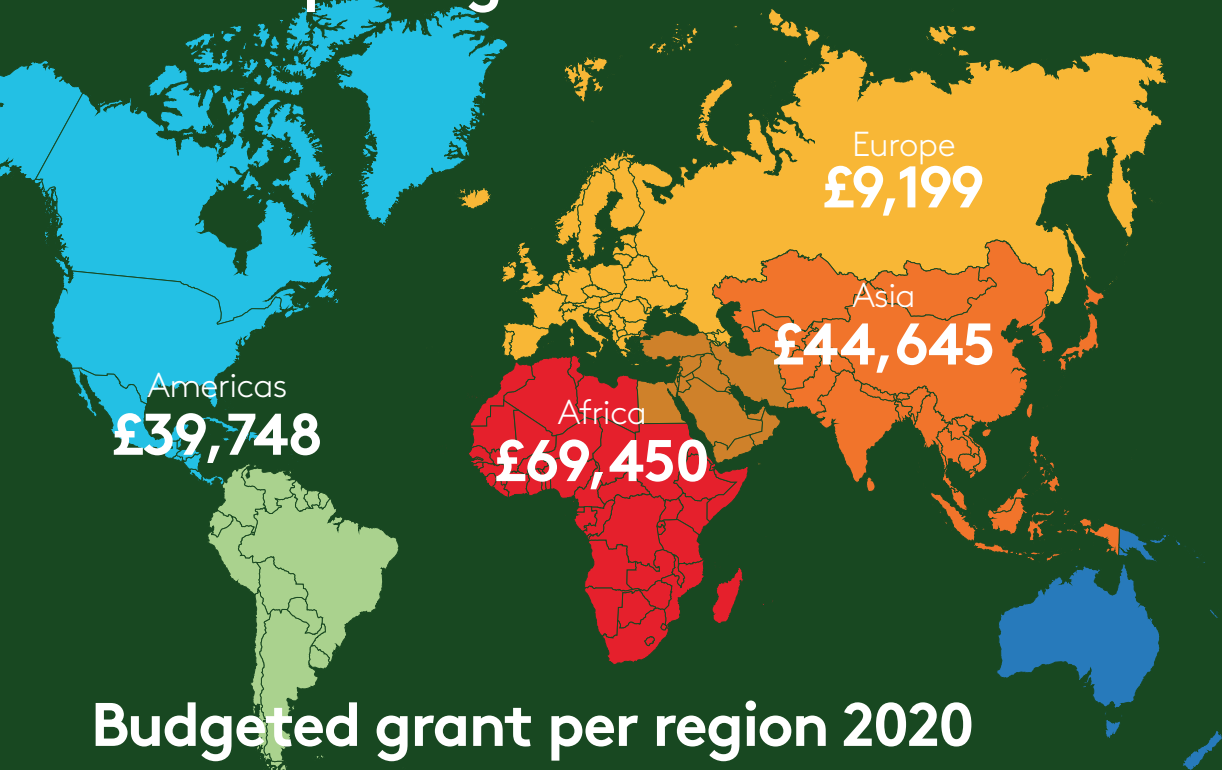 Europe
£9,199
Asia
£44,645
Americas
£39,748
Africa
£69,450
Budgeted grant per region 2020